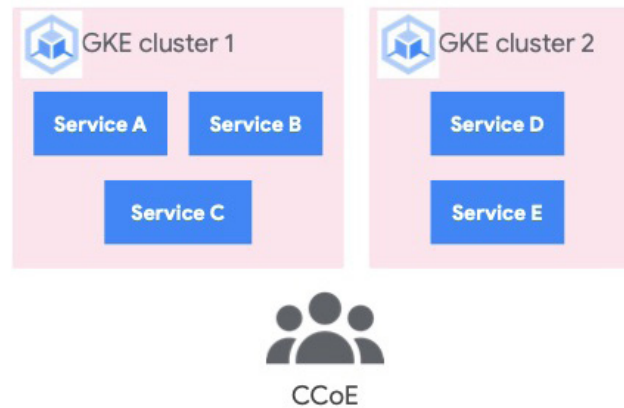 GKE cluster 1
Service A
Service B
Service C
GKE cluster 2
Service D
Service E
CCoE